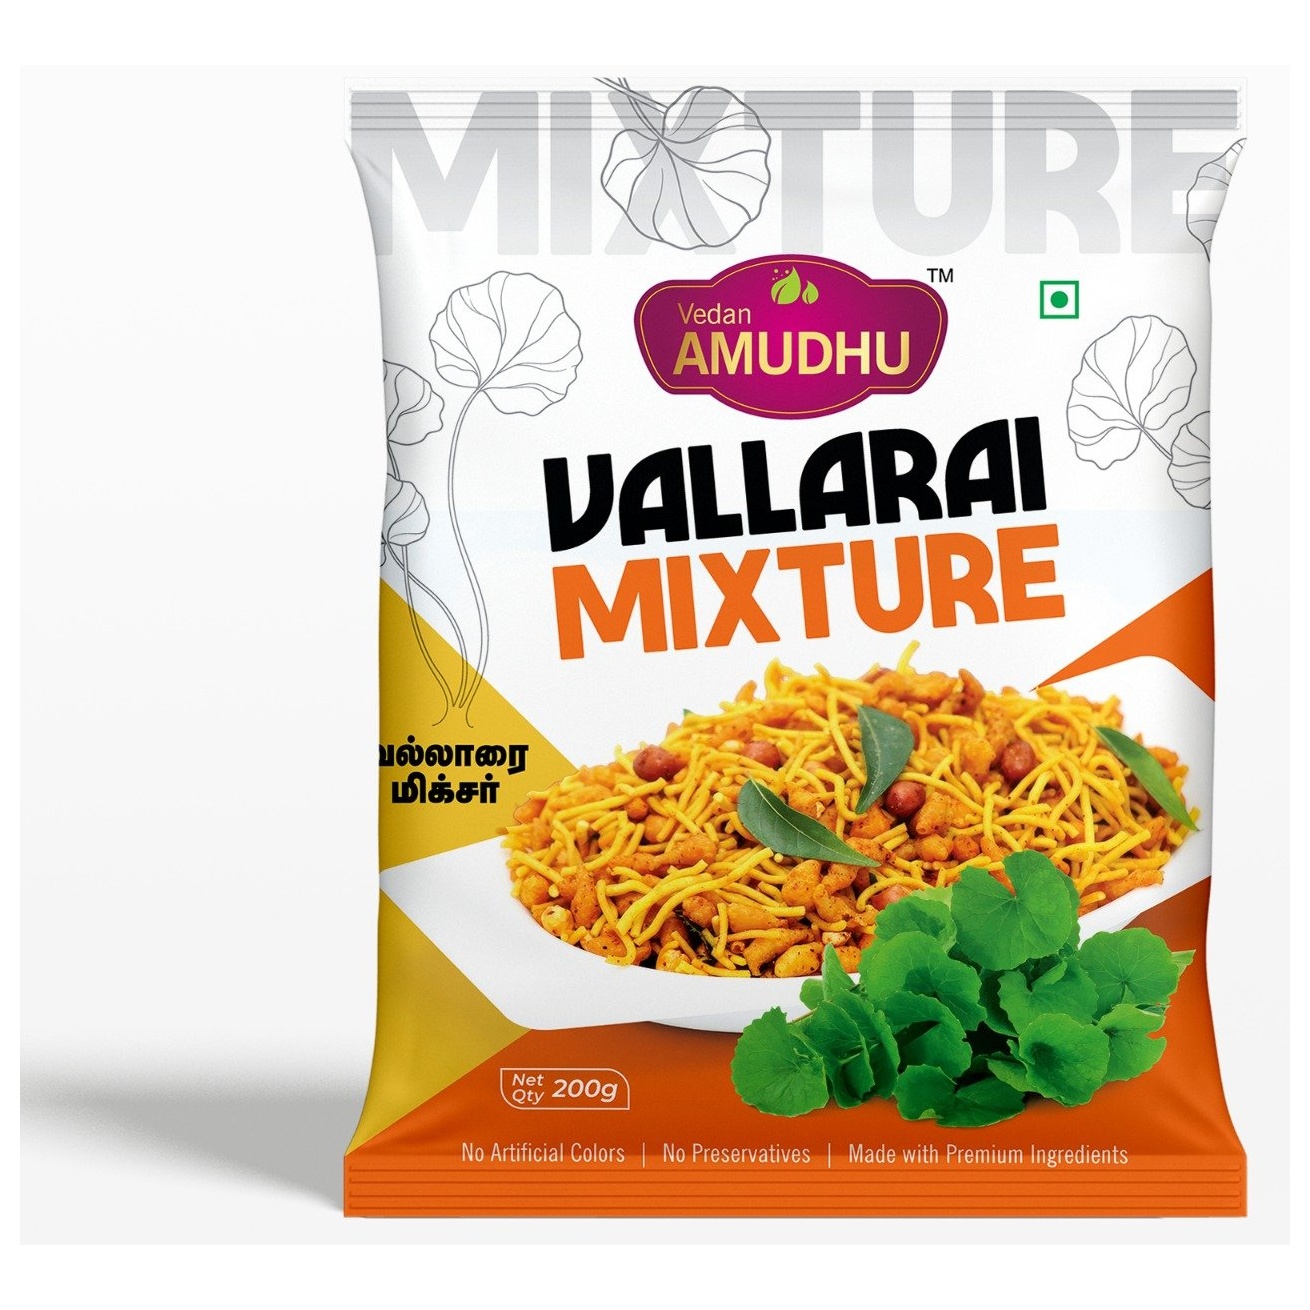 MIXTURE
Vedan
AMUDHU
TM
VALLARAI
MIXTURE
வல்லாரை
மிக்சர்
Net
Qty 200g
No Artificial Colors | No Preservatives | Made with Premium Ingredients